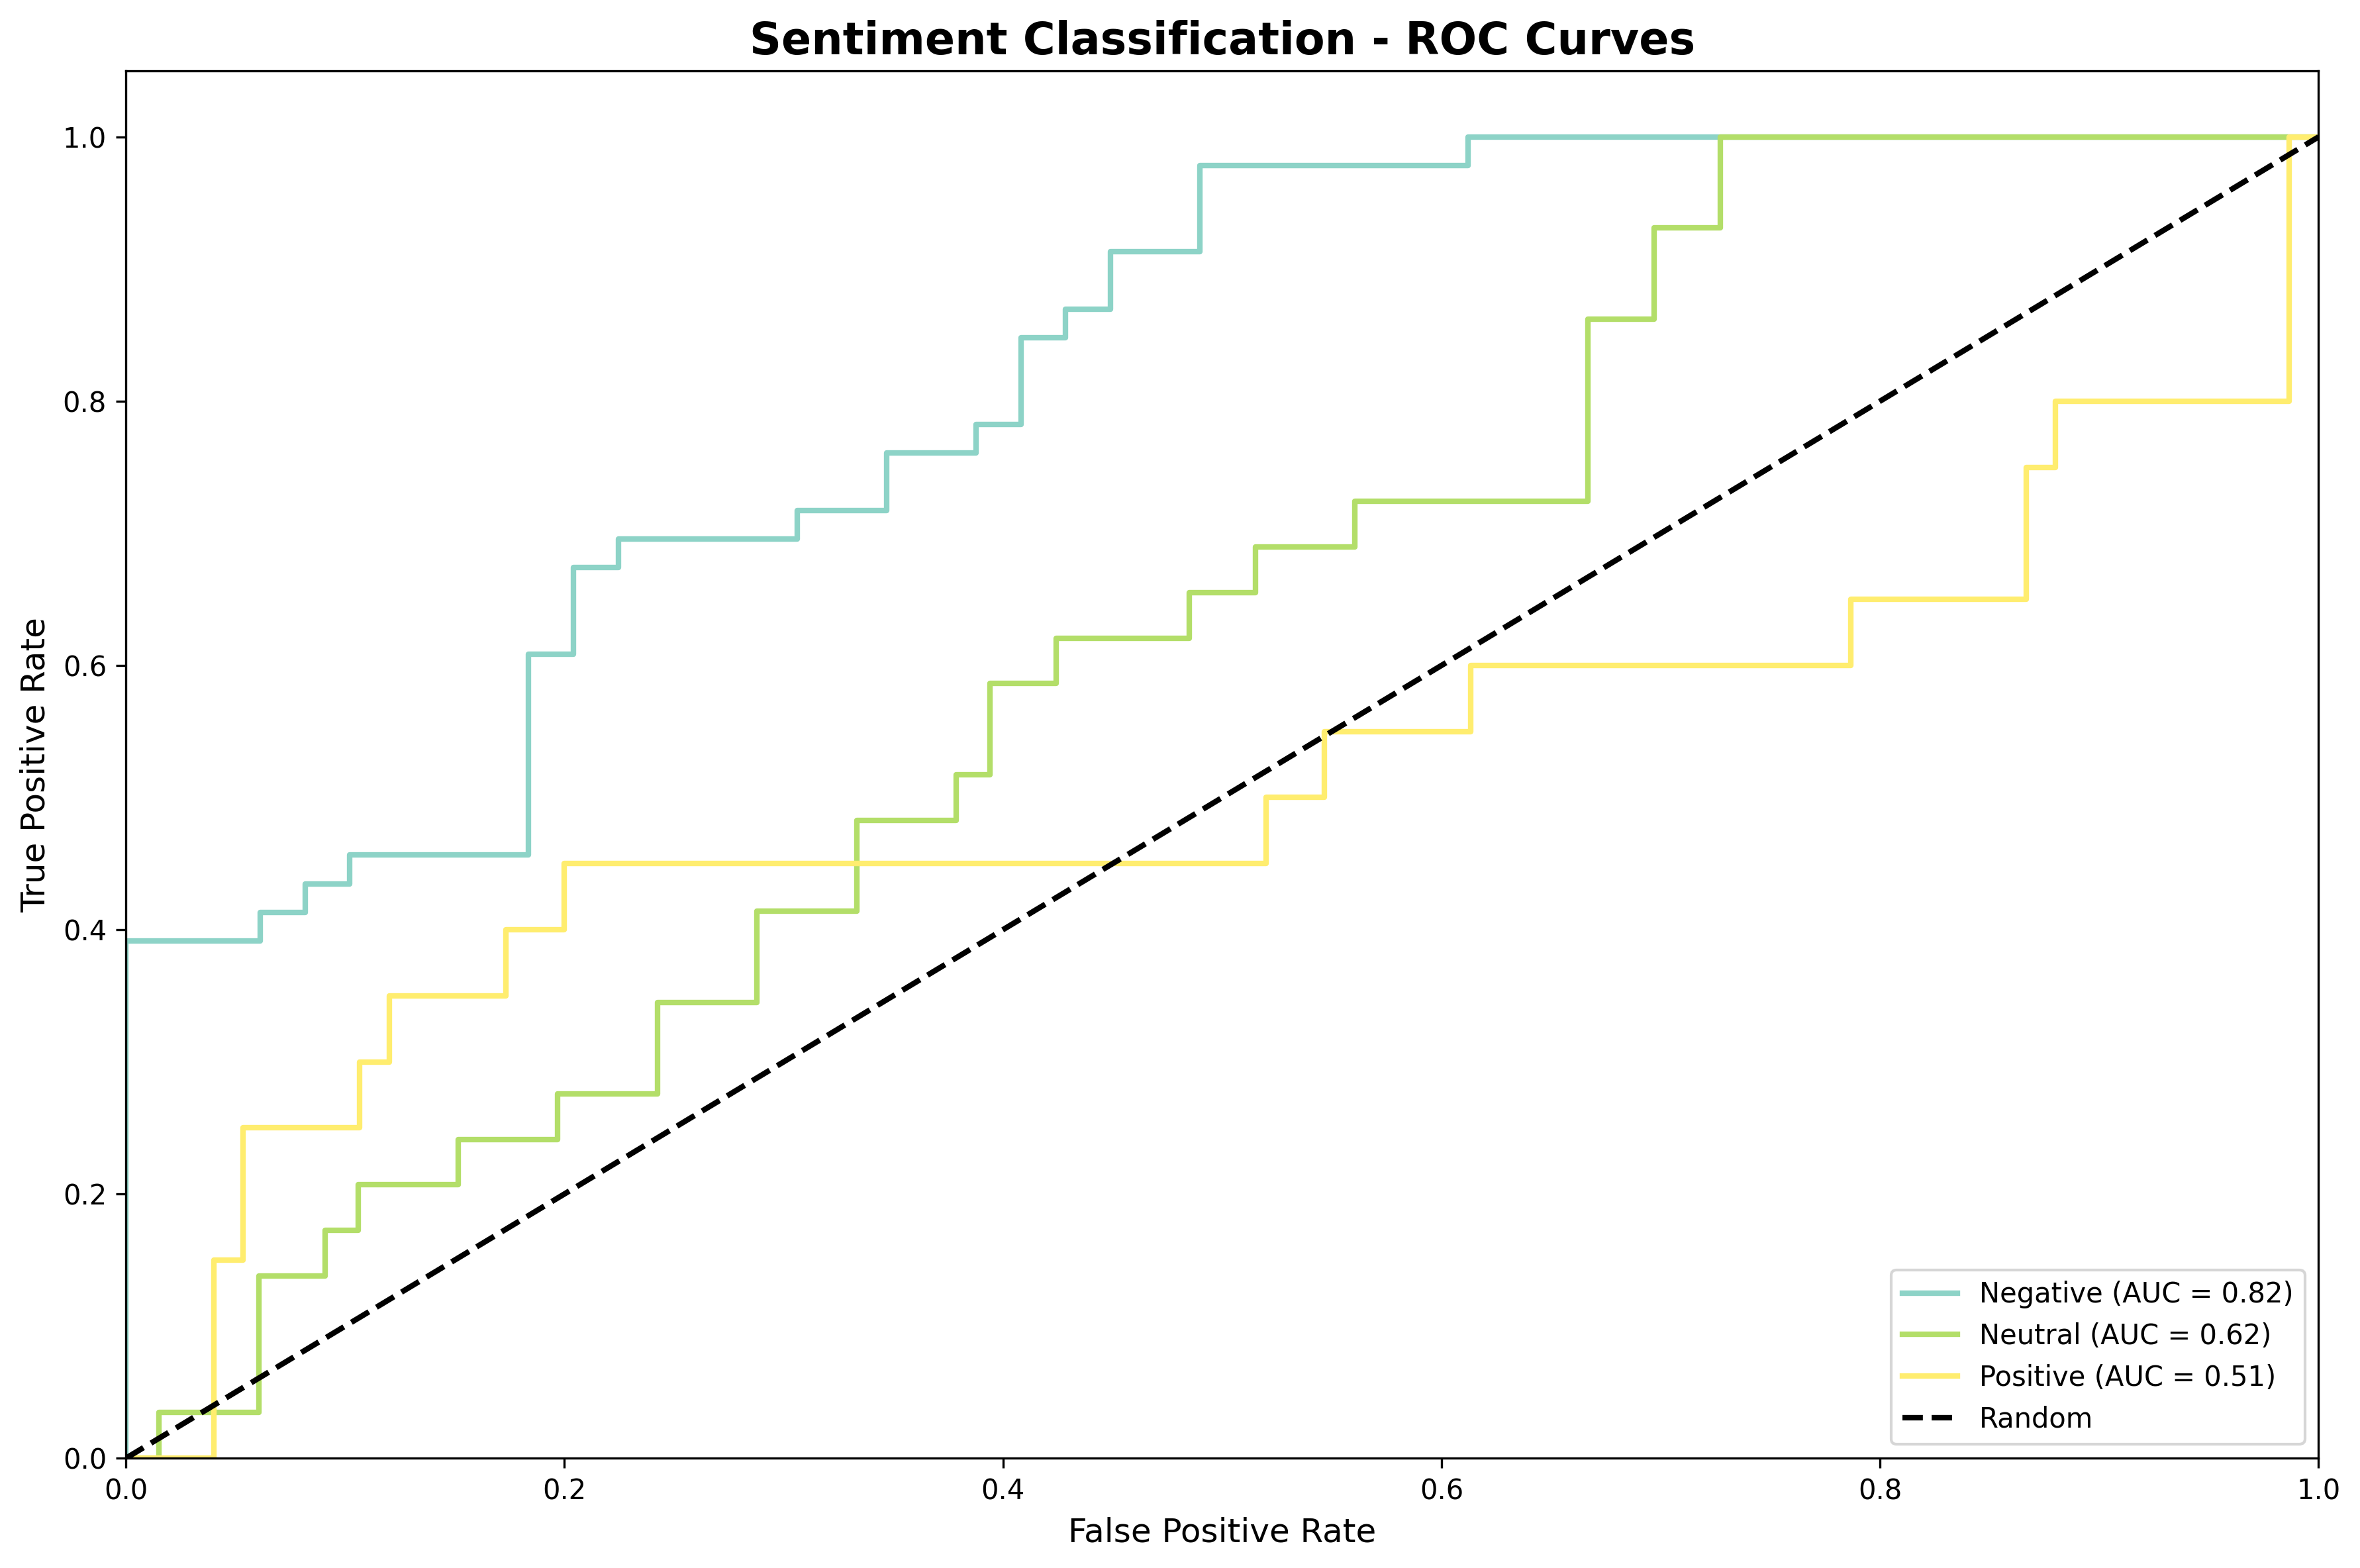 Sentiment Classification - ROC Curves
True Positive Rate
1.0
0.8
0.6
0.4
0.2
0.0
0.0 0.2 0.4 0.6 0.8 1.0
False Positive Rate
Negative (AUC = 0.82)
Neutral (AUC = 0.62)
Positive (AUC = 0.51)
Random